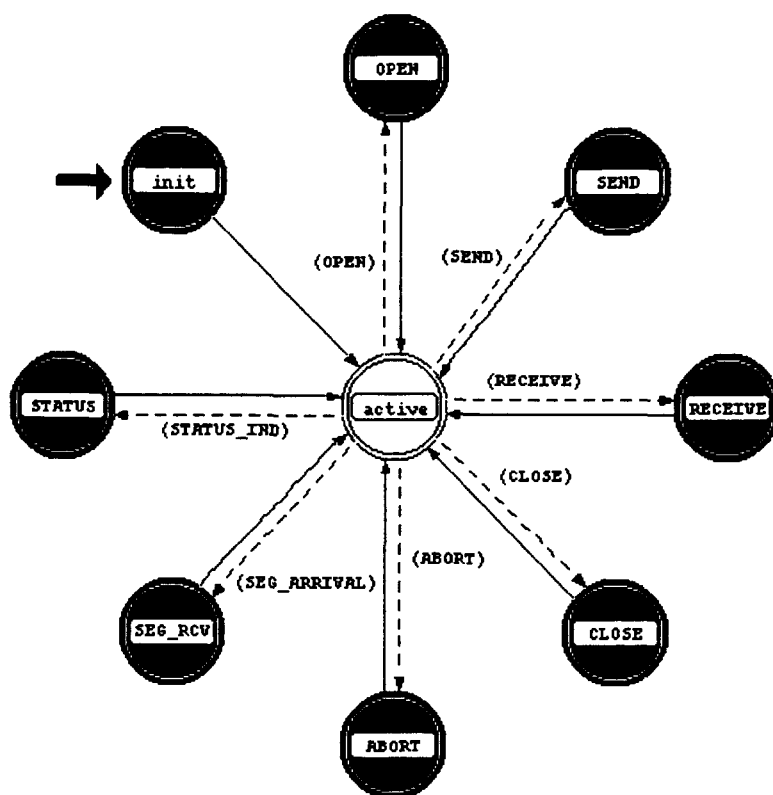 OPEN
init
SEND
(OPEN)
(SEND)
STATUS
active
(RECEIVE)
RECEIVE
(STATUS_IND)
(CLOSE)
(SEG_ARRIVAL)
(ABORT)
SEG_RCV
CLOSE
ABORT